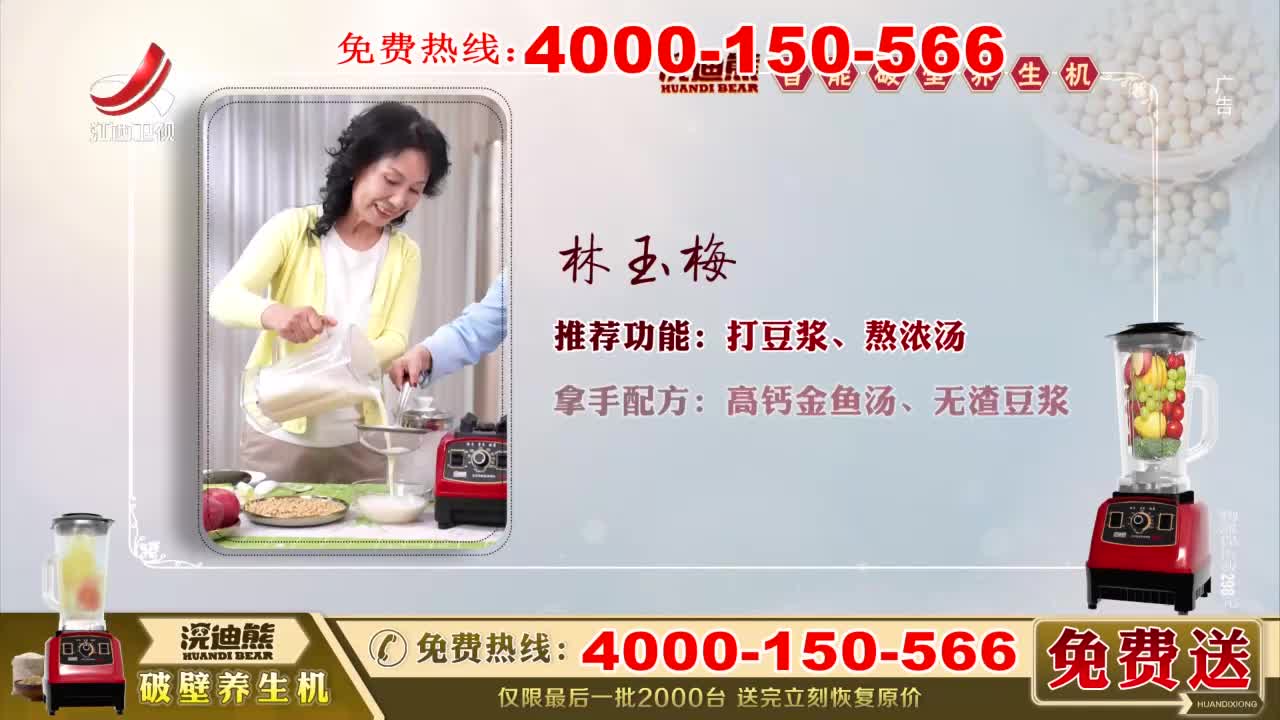 免费热线：4000-150-566
浣迪熊
HUANDI BEAR
智能破壁养生机
江西卫视
广告
林玉梅
推荐功能：打豆浆、熬浓汤
拿手配方：高钙金鱼汤、无渣豆浆
浣迪熊
HUANDI BEAR
破壁养生机
免费热线：4000-150-566
仅限最后一批2000台 送完立刻恢复原价
免费送
HUANDIXIONG